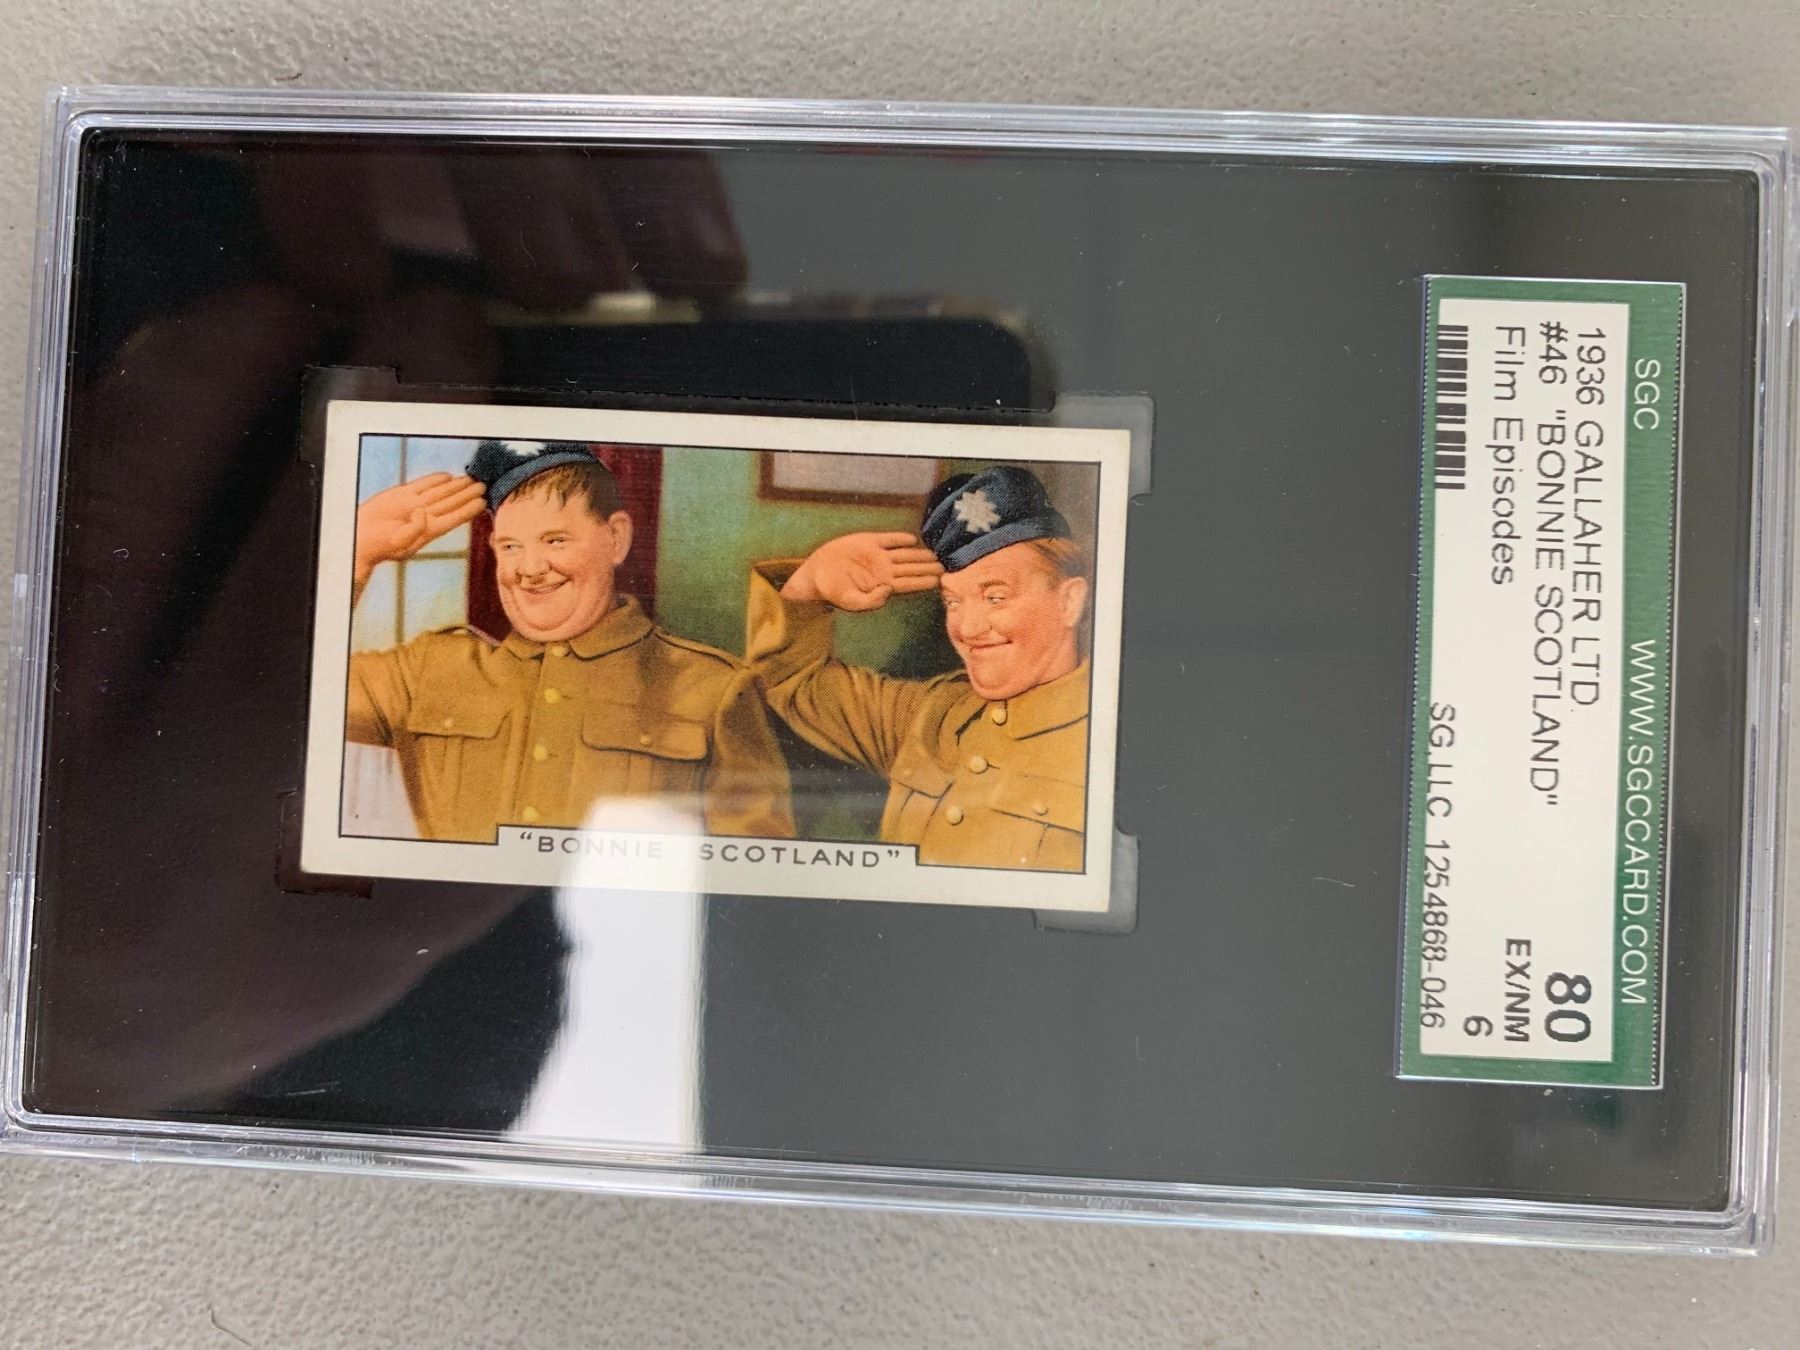 SGC WWW.SGCCARD.COM
1936 GALLAHER LTD. 80
#46 "BONNIE SCOTLAND" EX/NM
Film Episodes 6
SG, LLC 1254868-046
"BONNIE SCOTLAND"